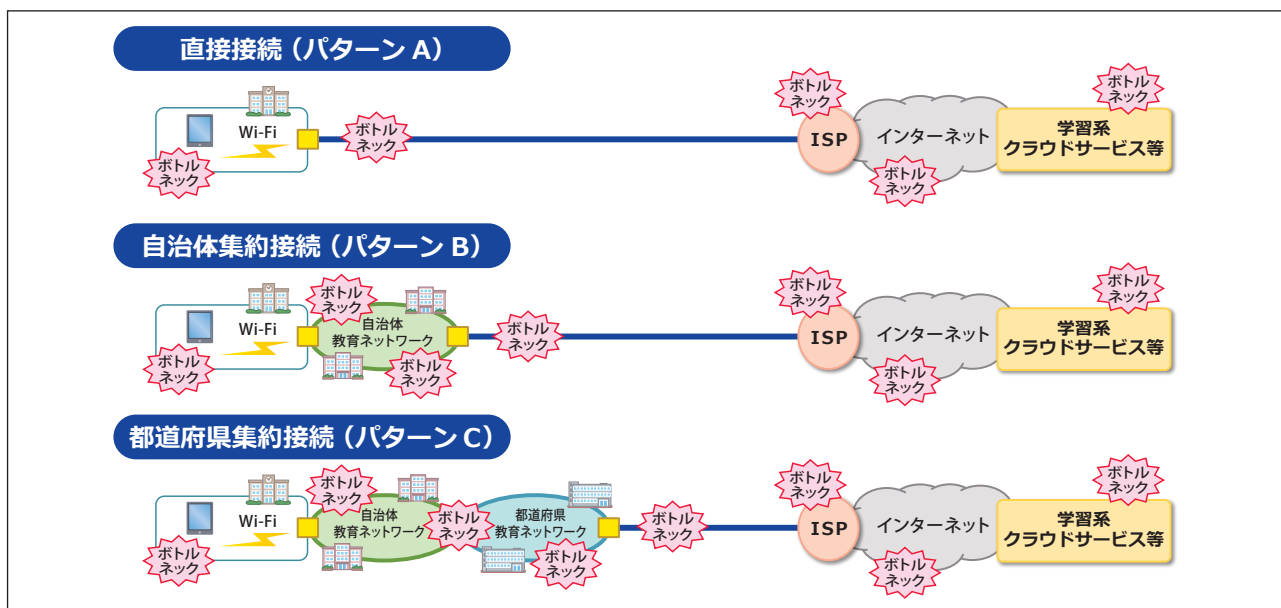 直接接続（パターン A）
ボトル
ネック
ボトル
ネック
Wi-Fi
ボトル
ネック
ISP
インターネット
学習系
クラウドサービス等
ボトル
ネック
ボトル
ネック
自治体集約接続（パターン B）
ボトル
ネック
ボトル
ネック
ボトル
ネック
Wi-Fi
自治体
教育ネットワーク
ボトル
ネック
ISP
インターネット
学習系
クラウドサービス等
ボトル
ネック
ボトル
ネック
ボトル
ネック
都道府県集約接続（パターン C）
ボトル
ネック
ボトル
ネック
ボトル
ネック
Wi-Fi
自治体
教育ネットワーク
ボトル
ネック
都道府県
教育ネットワーク
ボトル
ネック
ISP
インターネット
学習系
クラウドサービス等
ボトル
ネック
ボトル
ネック
ボトル
ネック